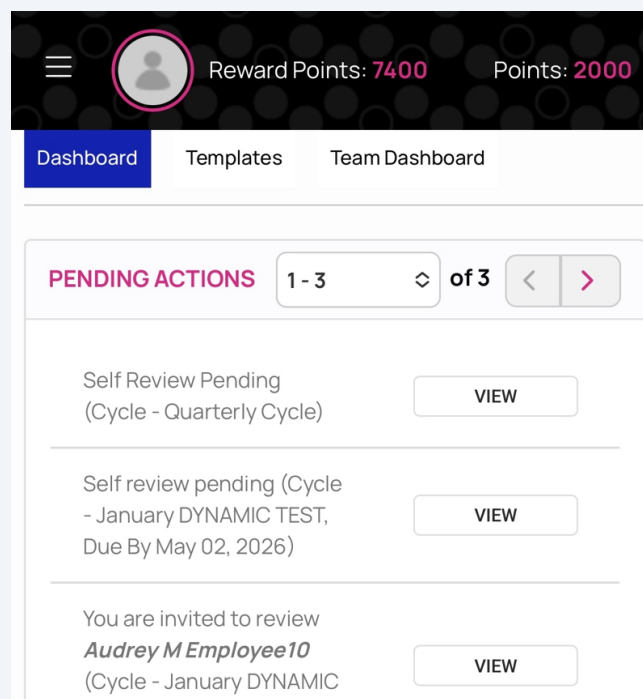 Reward Points: 7400 Points: 2000
Dashboard Templates Team Dashboard
PENDING ACTIONS 1 - 3 of 3
Self Review Pending
(Cycle - Quarterly Cycle)
VIEW
Self review pending (Cycle
- January DYNAMIC TEST,
Due By May 02, 2026)
VIEW
You are invited to review
Audrey M Employee10
(Cycle - January DYNAMIC
VIEW